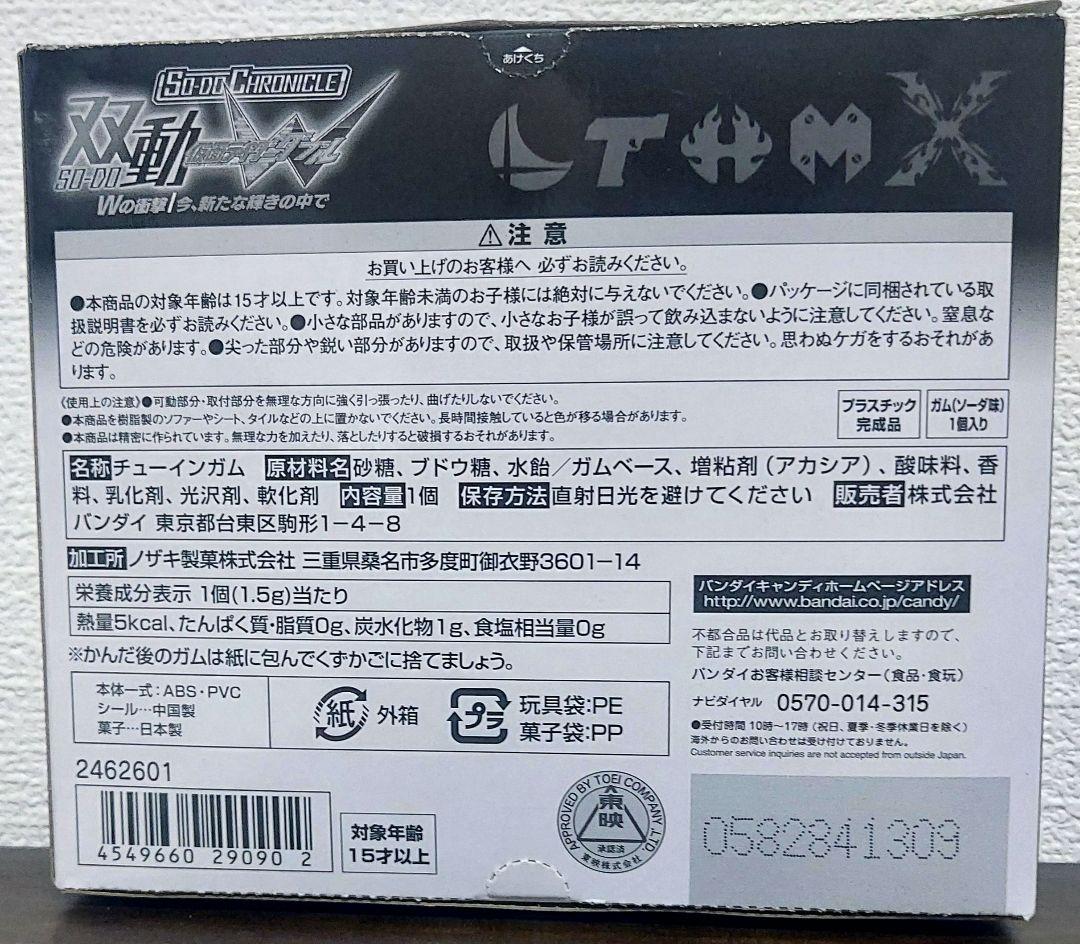 あけくち
SO-DO CHRONICLE
双動
SO-DO
仮面ライダーダブル
W
Wの衝撃/今、新たな輝きの中で
L T H M X
⚠注意
お買い上げのお客様へ 必ずお読みください。
●本商品の対象年齢は15才以上です。対象年齢未満のお子様には絶対に与えないでください。●パッケージに同梱されている取
扱説明書を必ずお読みください。●小さな部品がありますので、小さなお子様が誤って飲み込まないように注意してください。窒息な
どの危険があります。●尖った部分や鋭い部分がありますので、取扱や保管場所に注意してください。思わぬケガをするおそれがあ
ります。
《使用上の注意》●可動部分・取付部分を無理な方向に強く引っ張ったり、曲げたりしないでください。
●本商品を樹脂製のソファーやシート、タイルなどの上に置かないでください。長時間接触していると色が移る場合があります。
●本商品は精密に作られています。無理な力を加えたり、落としたりすると破損するおそれがあります。
プラスチック
完成品
ガム(ソーダ味)
1個入り
名称チューインガム 原材料名砂糖、ブドウ糖、水飴/ガムベース、増粘剤(アカシア)、酸味料、香
料、乳化剤、光沢剤、軟化剤 内容量1個 保存方法直射日光を避けてください 販売者株式会社
バンダイ 東京都台東区駒形1-4-8
加工所ノザキ製菓株式会社 三重県桑名市多度町御衣野3601-14
栄養成分表示 1個(1.5g)当たり
熱量5kcal、たんぱく質・脂質0g、炭水化物1g、食塩相当量0g
※かんだ後のガムは紙に包んでくずかごに捨てましょう。
バンダイキャンディホームページアドレス
http://www.bandai.co.jp/candy/
不都合品は代品とお取り替えしますので、
下記までお問い合わせください。
バンダイお客様相談センター(食品・食玩)
ナビダイヤル 0570-014-315
●受付時間 10時~17時(祝日、夏季・冬季休業日を除く)
海外からのお問い合わせは受け付けておりません。
Customer service inquiries are not accepted from outside Japan.
本体一式:ABS・PVC
シール…中国製
菓子…日本製
紙 外箱
プラ
玩具袋:PE
菓子袋:PP
2462601
4549660 29090 2
対象年齢
15才以上
APPROVED BY TOEI COMPANY, LTD.
東映
承認済
東映株式会社
0582841309